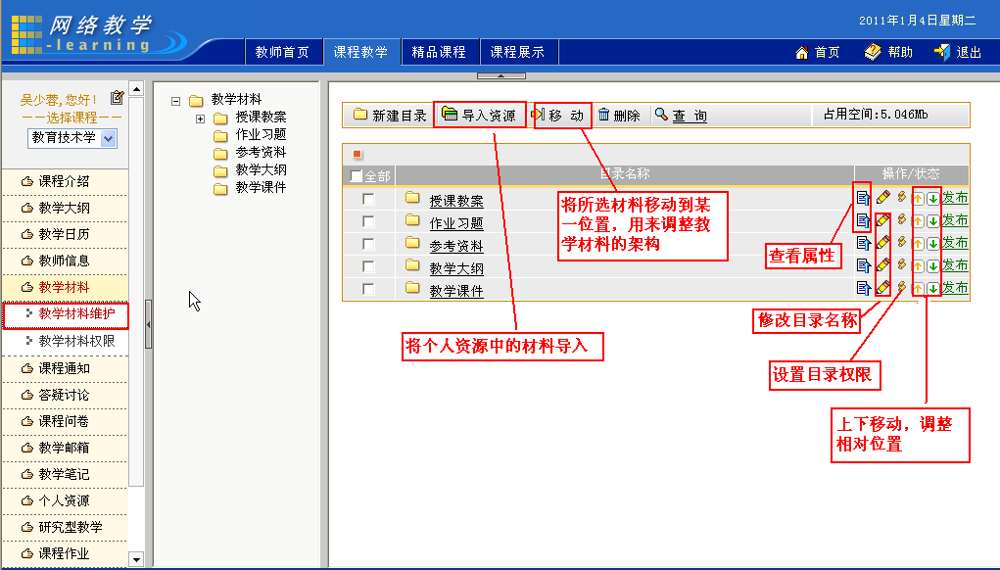 网络教学
-learning
2011年1月4日星期二
教师首页
课程教学
精品课程
课程展示
首页
帮助
退出
吴少蓉,您好!
——选择课程——
教育技术学
课程介绍
教学大纲
教学日历
教师信息
教学材料
教学材料维护
教学材料权限
课程通知
答疑讨论
课程问卷
教学邮箱
教学笔记
个人资源
研究型教学
课程作业
教学材料
授课教案
作业习题
参考资料
教学大纲
教学课件
新建目录
导入资源
移 动
删除
查 询
占用空间:5.046Mb
全部
目录名称
操作/状态
授课教案
发布
作业习题
发布
参考资料
发布
教学大纲
发布
教学课件
发布
将所选材料移动到某
一位置，用来调整教
学材料的架构
查看属性
修改目录名称
将个人资源中的材料导入
设置目录权限
上下移动，调整
相对位置